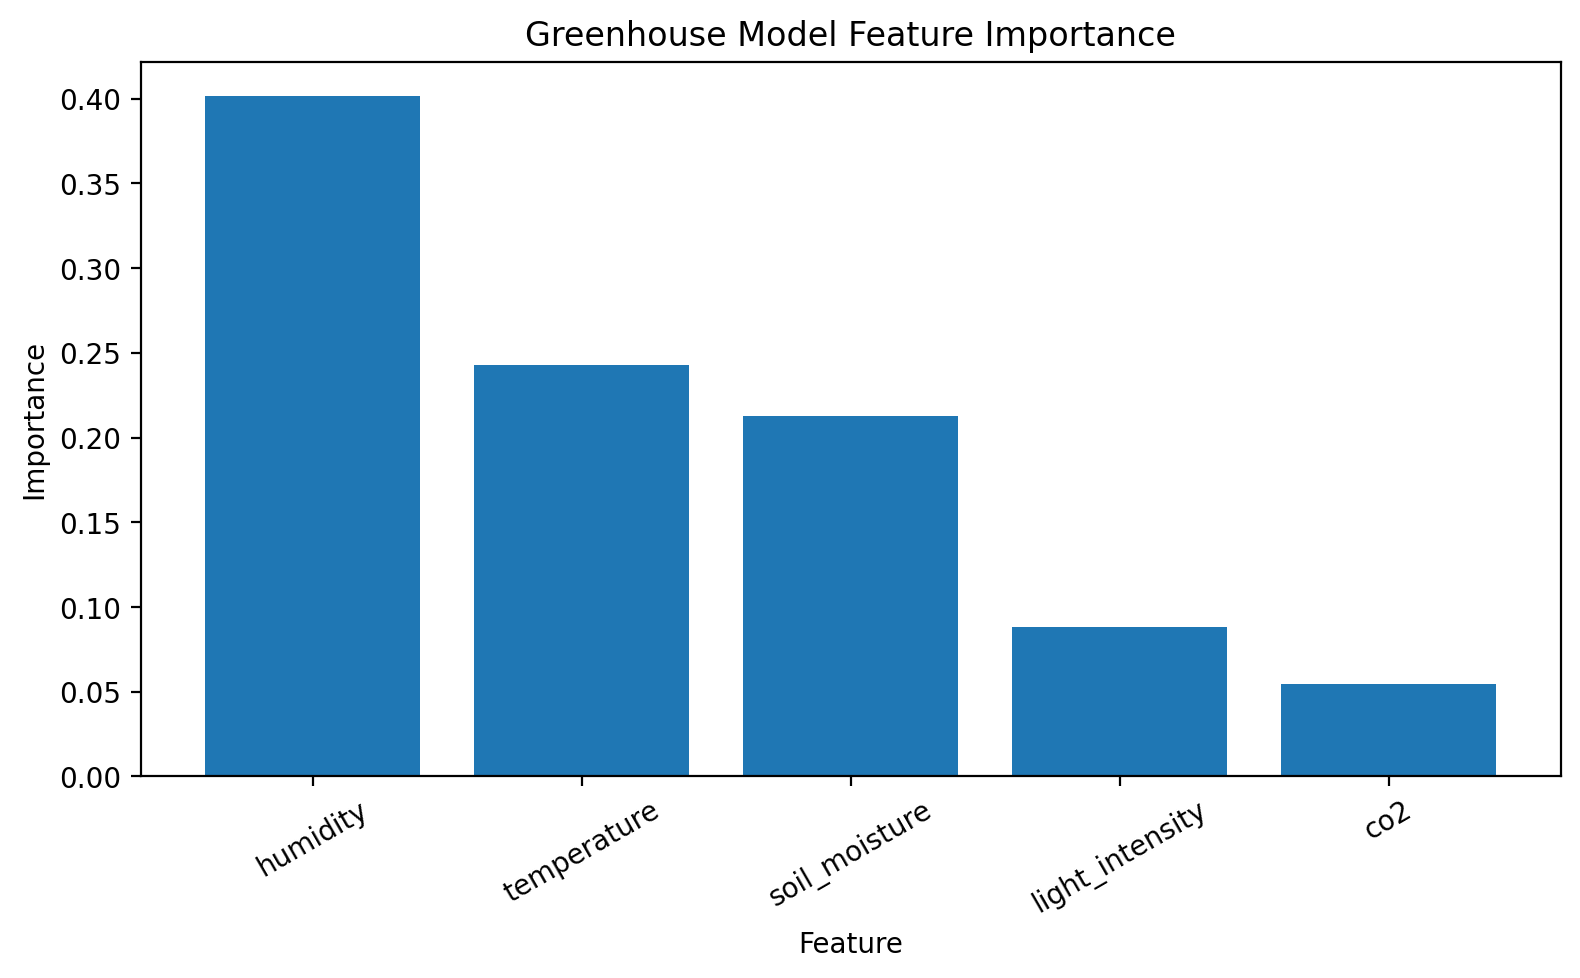 Greenhouse Model Feature Importance
Importance
0.40
0.35
0.30
0.25
0.20
0.15
0.10
0.05
0.00
humidity
temperature
soil_moisture
light_intensity
co2
Feature